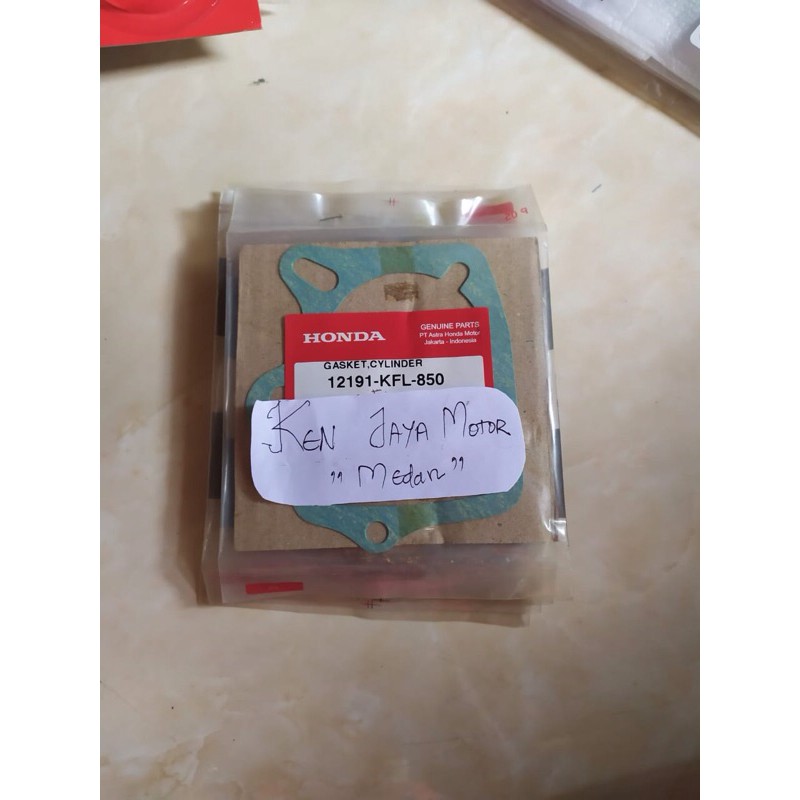 HONDA
GENUINE PARTS
PT Astra Honda Motor
Jakarta - Indonesia
GASKET,CYLINDER
12191-KFL-850
KEN JAYA MOTOR
" Medan "